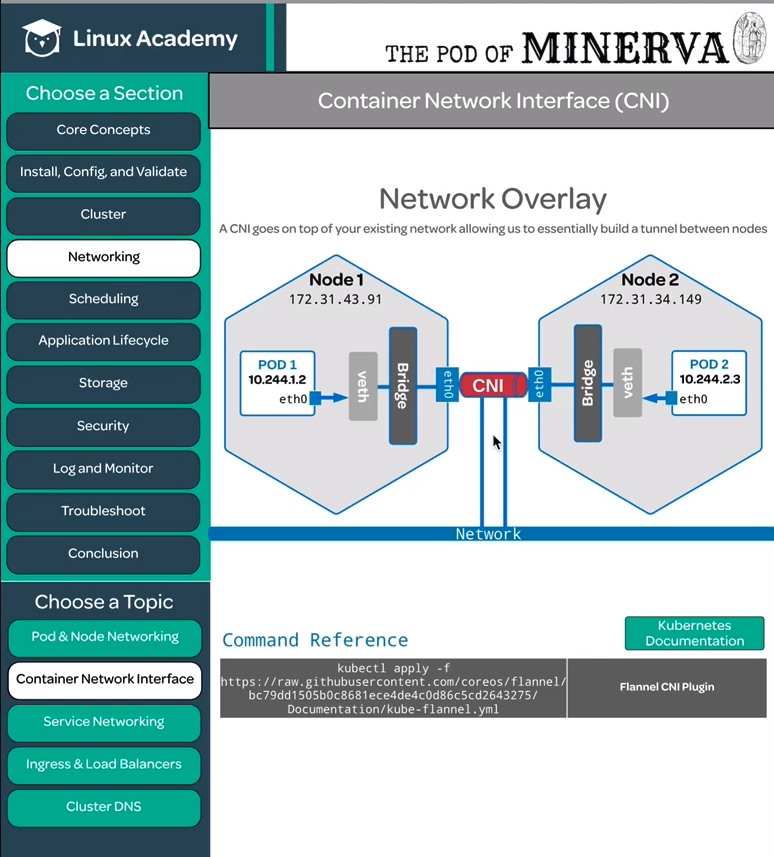 Linux Academy
THE POD OF MINERVA
Choose a Section
Core Concepts
Install, Config, and Validate
Cluster
Networking
Scheduling
Application Lifecycle
Storage
Security
Log and Monitor
Troubleshoot
Conclusion
Choose a Topic
Pod & Node Networking
Container Network Interface
Service Networking
Ingress & Load Balancers
Cluster DNS
Container Network Interface (CNI)
Network Overlay
A CNI goes on top of your existing network allowing us to essentially build a tunnel between nodes
Node 1
172.31.43.91
POD 1
10.244.1.2
eth0
veth
Bridge
eth0
CNI
Node 2
172.31.34.149
eth0
Bridge
veth
POD 2
10.244.2.3
eth0
Network
Command Reference
Kubernetes
Documentation
kubectl apply -f
https://raw.githubusercontent.com/coreos/flannel/
bc79dd1505b0c8681ece4de4c0d86c5cd2643275/
Documentation/kube-flannel.yml
Flannel CNI Plugin